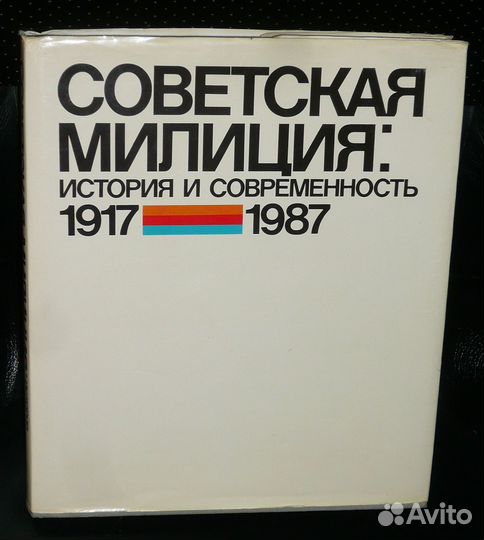 СОВЕТСКАЯ
МИЛИЦИЯ:
ИСТОРИЯ И СОВРЕМЕННОСТЬ
1917 1987
Avito